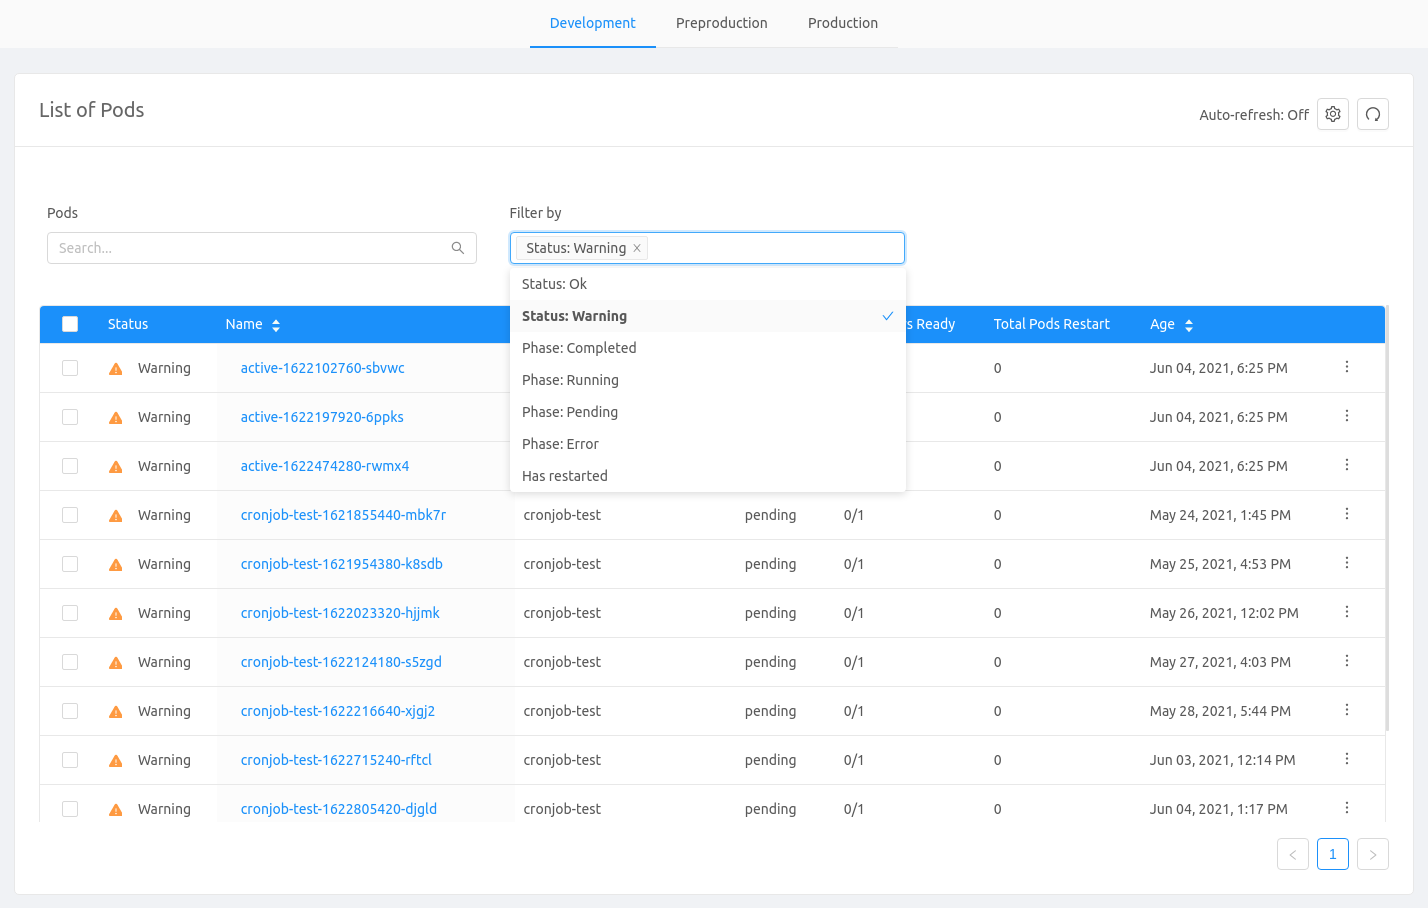 Development Preproduction Production
List of Pods
Auto-refresh: Off
Pods
Filter by
Search...
Status: Warning
Status: Ok
Status: Warning
Phase: Completed
Phase: Running
Phase: Pending
Phase: Error
Has restarted
Status Name s Ready Total Pods Restart Age
Warning active-1622102760-sbvwc 0 Jun 04, 2021, 6:25 PM
Warning active-1622197920-6ppks 0 Jun 04, 2021, 6:25 PM
Warning active-1622474280-rwmx4 0 Jun 04, 2021, 6:25 PM
Warning cronjob-test-1621855440-mbk7r cronjob-test pending 0/1 0 May 24, 2021, 1:45 PM
Warning cronjob-test-1621954380-k8sdb cronjob-test pending 0/1 0 May 25, 2021, 4:53 PM
Warning cronjob-test-1622023320-hjjmk cronjob-test pending 0/1 0 May 26, 2021, 12:02 PM
Warning cronjob-test-1622124180-s5zgd cronjob-test pending 0/1 0 May 27, 2021, 4:03 PM
Warning cronjob-test-1622216640-xjgj2 cronjob-test pending 0/1 0 May 28, 2021, 5:44 PM
Warning cronjob-test-1622715240-rftcl cronjob-test pending 0/1 0 Jun 03, 2021, 12:14 PM
Warning cronjob-test-1622805420-djgld cronjob-test pending 0/1 0 Jun 04, 2021, 1:17 PM
1